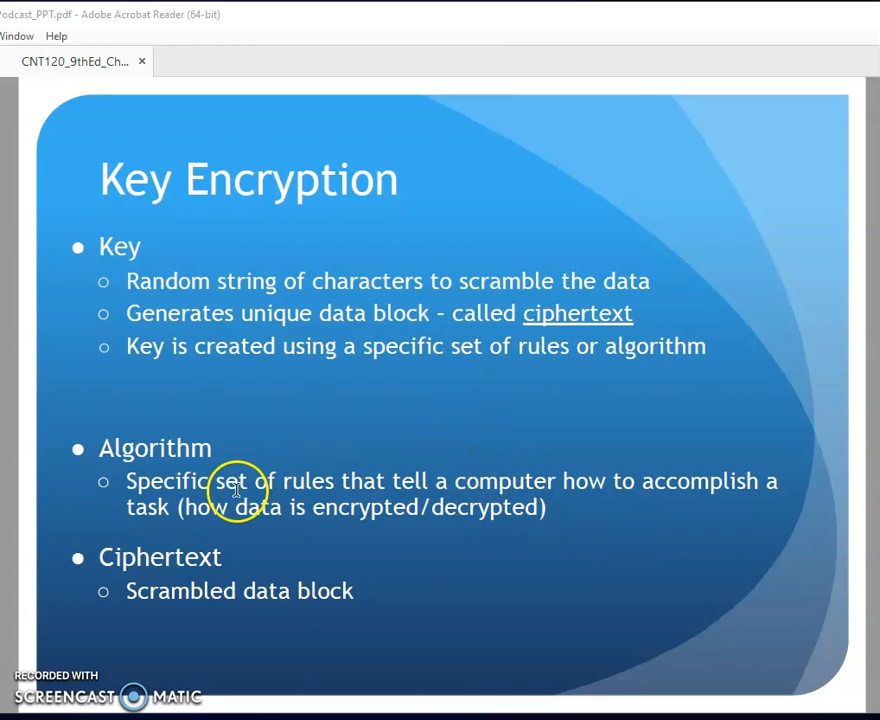 Podcast_PPT.pdf - Adobe Acrobat Reader (64-bit)
Window Help
CNT120_9thEd_Ch... ×
Key Encryption
● Key
○ Random string of characters to scramble the data
○ Generates unique data block – called ciphertext
○ Key is created using a specific set of rules or algorithm
● Algorithm
○ Specific set of rules that tell a computer how to accomplish a
task (how data is encrypted/decrypted)
● Ciphertext
○ Scrambled data block
RECORDED WITH
SCREENCAST MATIC